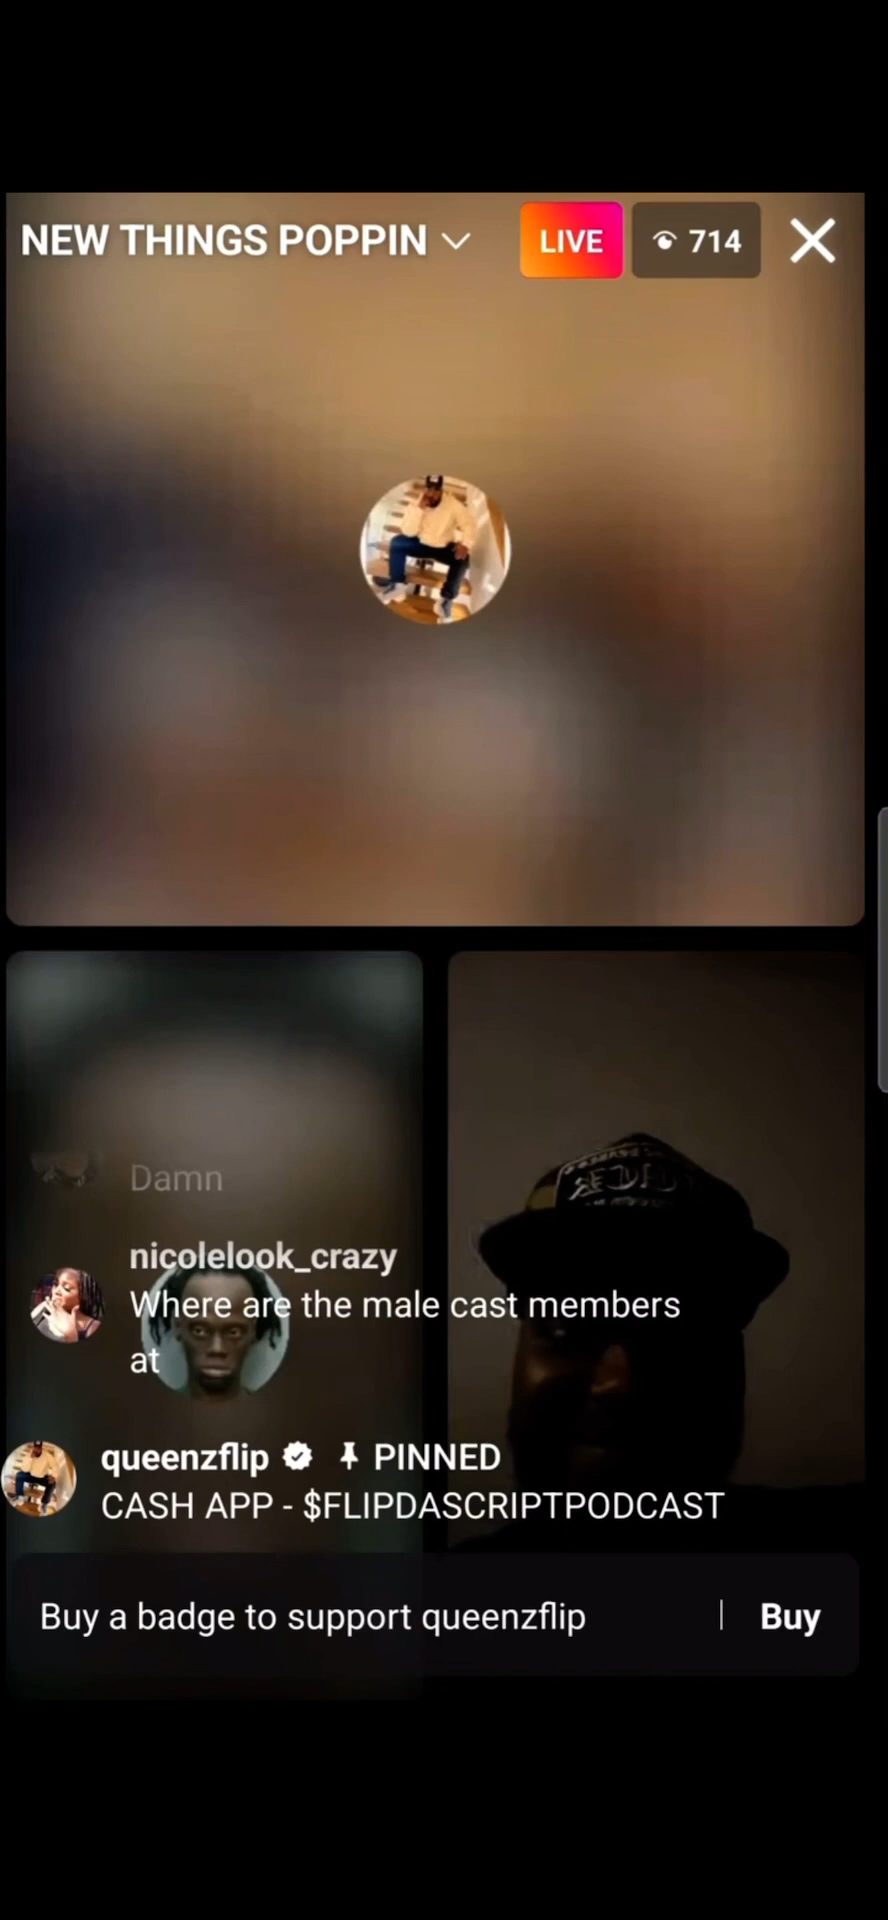 NEW THINGS POPPIN
LIVE
714
Damn
nicolelook_crazy
Where are the male cast members
at
queenzflip PINNED
CASH APP - $FLIPDASCRIPTPODCAST
Buy a badge to support queenzflip | Buy